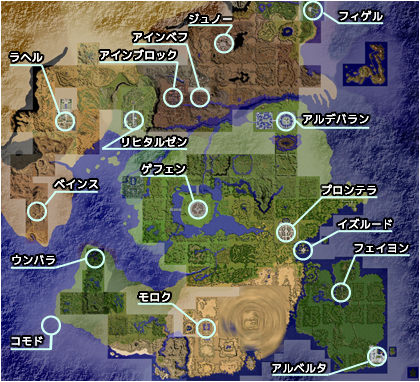 ジュノー
フィゲル
アインベフ
アインブロック
ラヘル
リヒタルゼン
アルデバラン
ゲフェン
プロンテラ
ベインス
イズルード
フェイヨン
ウンバラ
モロク
コモド
アルベルタ